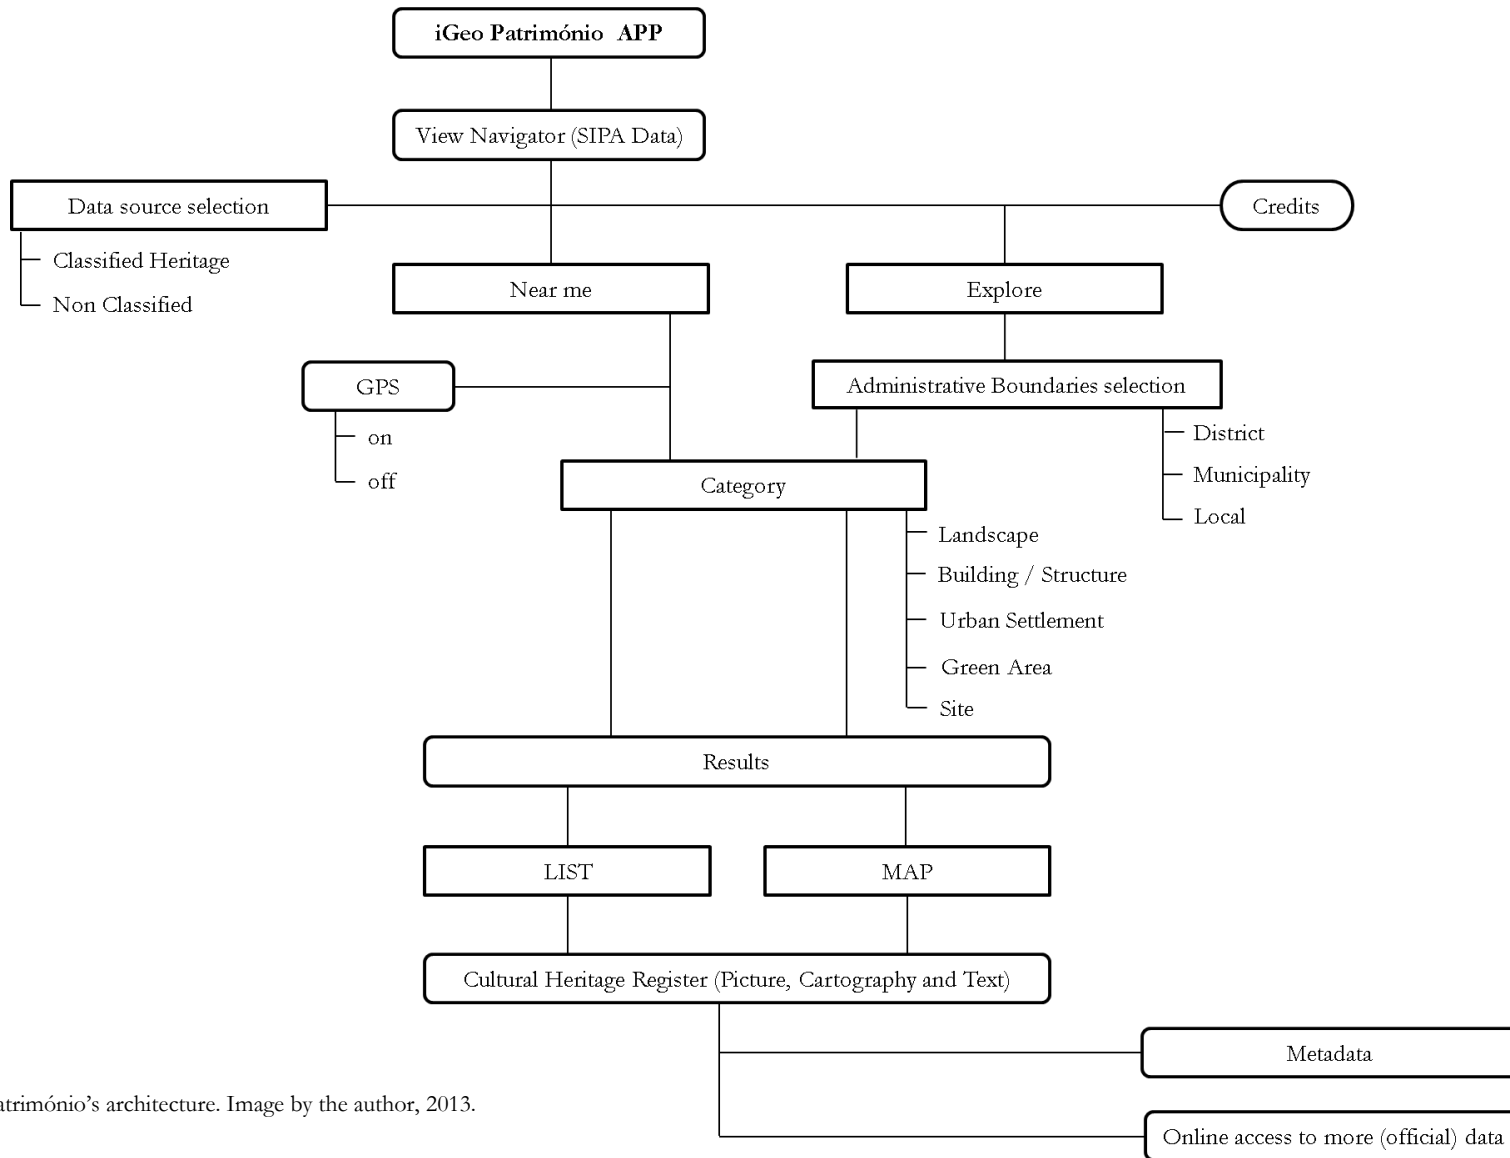 iGeo Património APP
View Navigator (SIPA Data)
Data source selection
Credits
Classified Heritage
Non Classified
Near me
Explore
GPS
on
off
Administrative Boundaries selection
District
Municipality
Local
Category
Landscape
Building / Structure
Urban Settlement
Green Area
Site
Results
LIST
MAP
Cultural Heritage Register (Picture, Cartography and Text)
Metadata
Online access to more (official) data
atrimónio’s architecture. Image by the author, 2013.